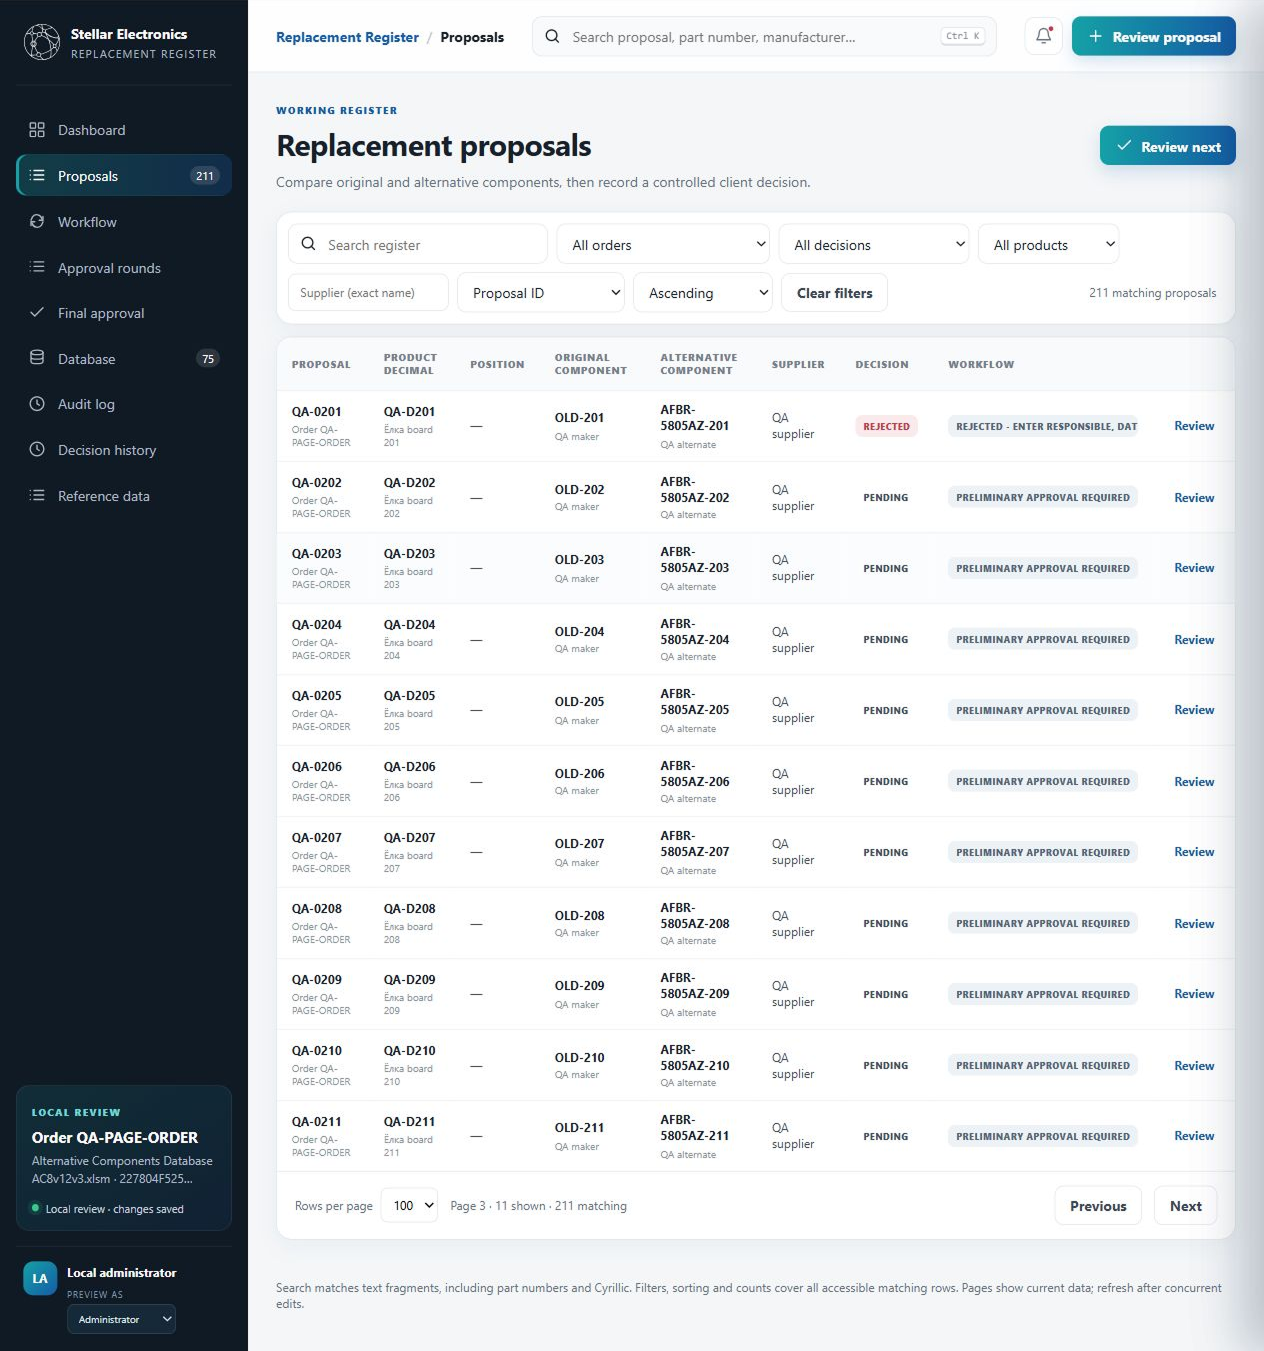 Stellar Electronics
REPLACEMENT REGISTER
Dashboard
Proposals 211
Workflow
Approval rounds
Final approval
Database 75
Audit log
Decision history
Reference data
LOCAL REVIEW
Order QA-PAGE-ORDER
Alternative Components Database
AC8v12v3.xlsm · 227804F525...
Local review · changes saved
LA Local administrator
PREVIEW AS
Administrator
Replacement Register / Proposals
Search proposal, part number, manufacturer... Ctrl K
Review proposal
WORKING REGISTER
Replacement proposals
Review next
Compare original and alternative components, then record a controlled client decision.
Search register All orders All decisions All products
Supplier (exact name) Proposal ID Ascending Clear filters 211 matching proposals
PROPOSAL PRODUCT DECIMAL POSITION ORIGINAL COMPONENT ALTERNATIVE COMPONENT SUPPLIER DECISION WORKFLOW
QA-0201 Order QA-PAGE-ORDER QA-D201 Ёлка board 201 — OLD-201 QA maker AFBR-5805AZ-201 QA alternate QA supplier REJECTED REJECTED - ENTER RESPONSIBLE, DAT Review
QA-0202 Order QA-PAGE-ORDER QA-D202 Ёлка board 202 — OLD-202 QA maker AFBR-5805AZ-202 QA alternate QA supplier PENDING PRELIMINARY APPROVAL REQUIRED Review
QA-0203 Order QA-PAGE-ORDER QA-D203 Ёлка board 203 — OLD-203 QA maker AFBR-5805AZ-203 QA alternate QA supplier PENDING PRELIMINARY APPROVAL REQUIRED Review
QA-0204 Order QA-PAGE-ORDER QA-D204 Ёлка board 204 — OLD-204 QA maker AFBR-5805AZ-204 QA alternate QA supplier PENDING PRELIMINARY APPROVAL REQUIRED Review
QA-0205 Order QA-PAGE-ORDER QA-D205 Ёлка board 205 — OLD-205 QA maker AFBR-5805AZ-205 QA alternate QA supplier PENDING PRELIMINARY APPROVAL REQUIRED Review
QA-0206 Order QA-PAGE-ORDER QA-D206 Ёлка board 206 — OLD-206 QA maker AFBR-5805AZ-206 QA alternate QA supplier PENDING PRELIMINARY APPROVAL REQUIRED Review
QA-0207 Order QA-PAGE-ORDER QA-D207 Ёлка board 207 — OLD-207 QA maker AFBR-5805AZ-207 QA alternate QA supplier PENDING PRELIMINARY APPROVAL REQUIRED Review
QA-0208 Order QA-PAGE-ORDER QA-D208 Ёлка board 208 — OLD-208 QA maker AFBR-5805AZ-208 QA alternate QA supplier PENDING PRELIMINARY APPROVAL REQUIRED Review
QA-0209 Order QA-PAGE-ORDER QA-D209 Ёлка board 209 — OLD-209 QA maker AFBR-5805AZ-209 QA alternate QA supplier PENDING PRELIMINARY APPROVAL REQUIRED Review
QA-0210 Order QA-PAGE-ORDER QA-D210 Ёлка board 210 — OLD-210 QA maker AFBR-5805AZ-210 QA alternate QA supplier PENDING PRELIMINARY APPROVAL REQUIRED Review
QA-0211 Order QA-PAGE-ORDER QA-D211 Ёлка board 211 — OLD-211 QA maker AFBR-5805AZ-211 QA alternate QA supplier PENDING PRELIMINARY APPROVAL REQUIRED Review
Rows per page 100 Page 3 · 11 shown · 211 matching Previous Next
Search matches text fragments, including part numbers and Cyrillic. Filters, sorting and counts cover all accessible matching rows. Pages show current data; refresh after concurrent
edits.